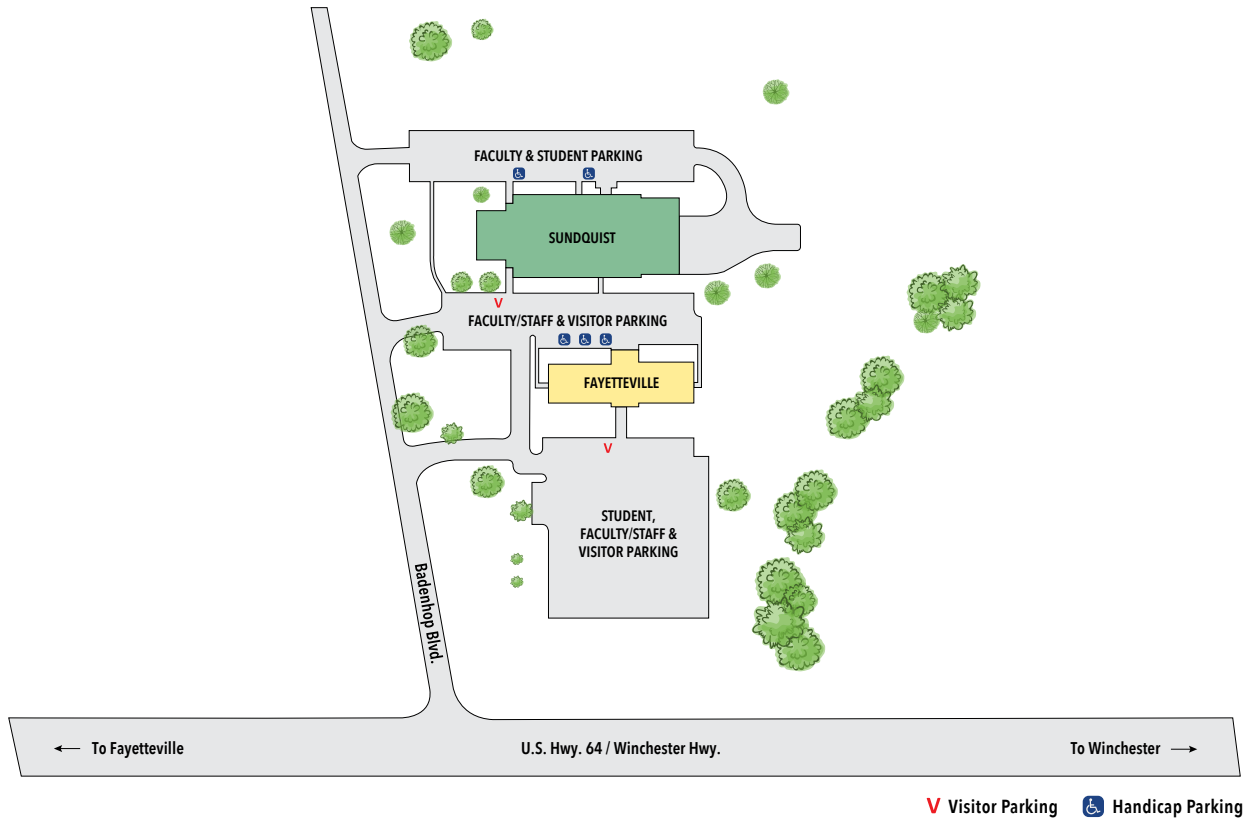 FACULTY & STUDENT PARKING
SUNDQUIST
V
FACULTY/STAFF & VISITOR PARKING
FAYETTEVILLE
V
STUDENT,
FACULTY/STAFF &
VISITOR PARKING
Badenhop Blvd.
To Fayetteville
U.S. Hwy. 64 / Winchester Hwy.
To Winchester
V Visitor Parking
Handicap Parking